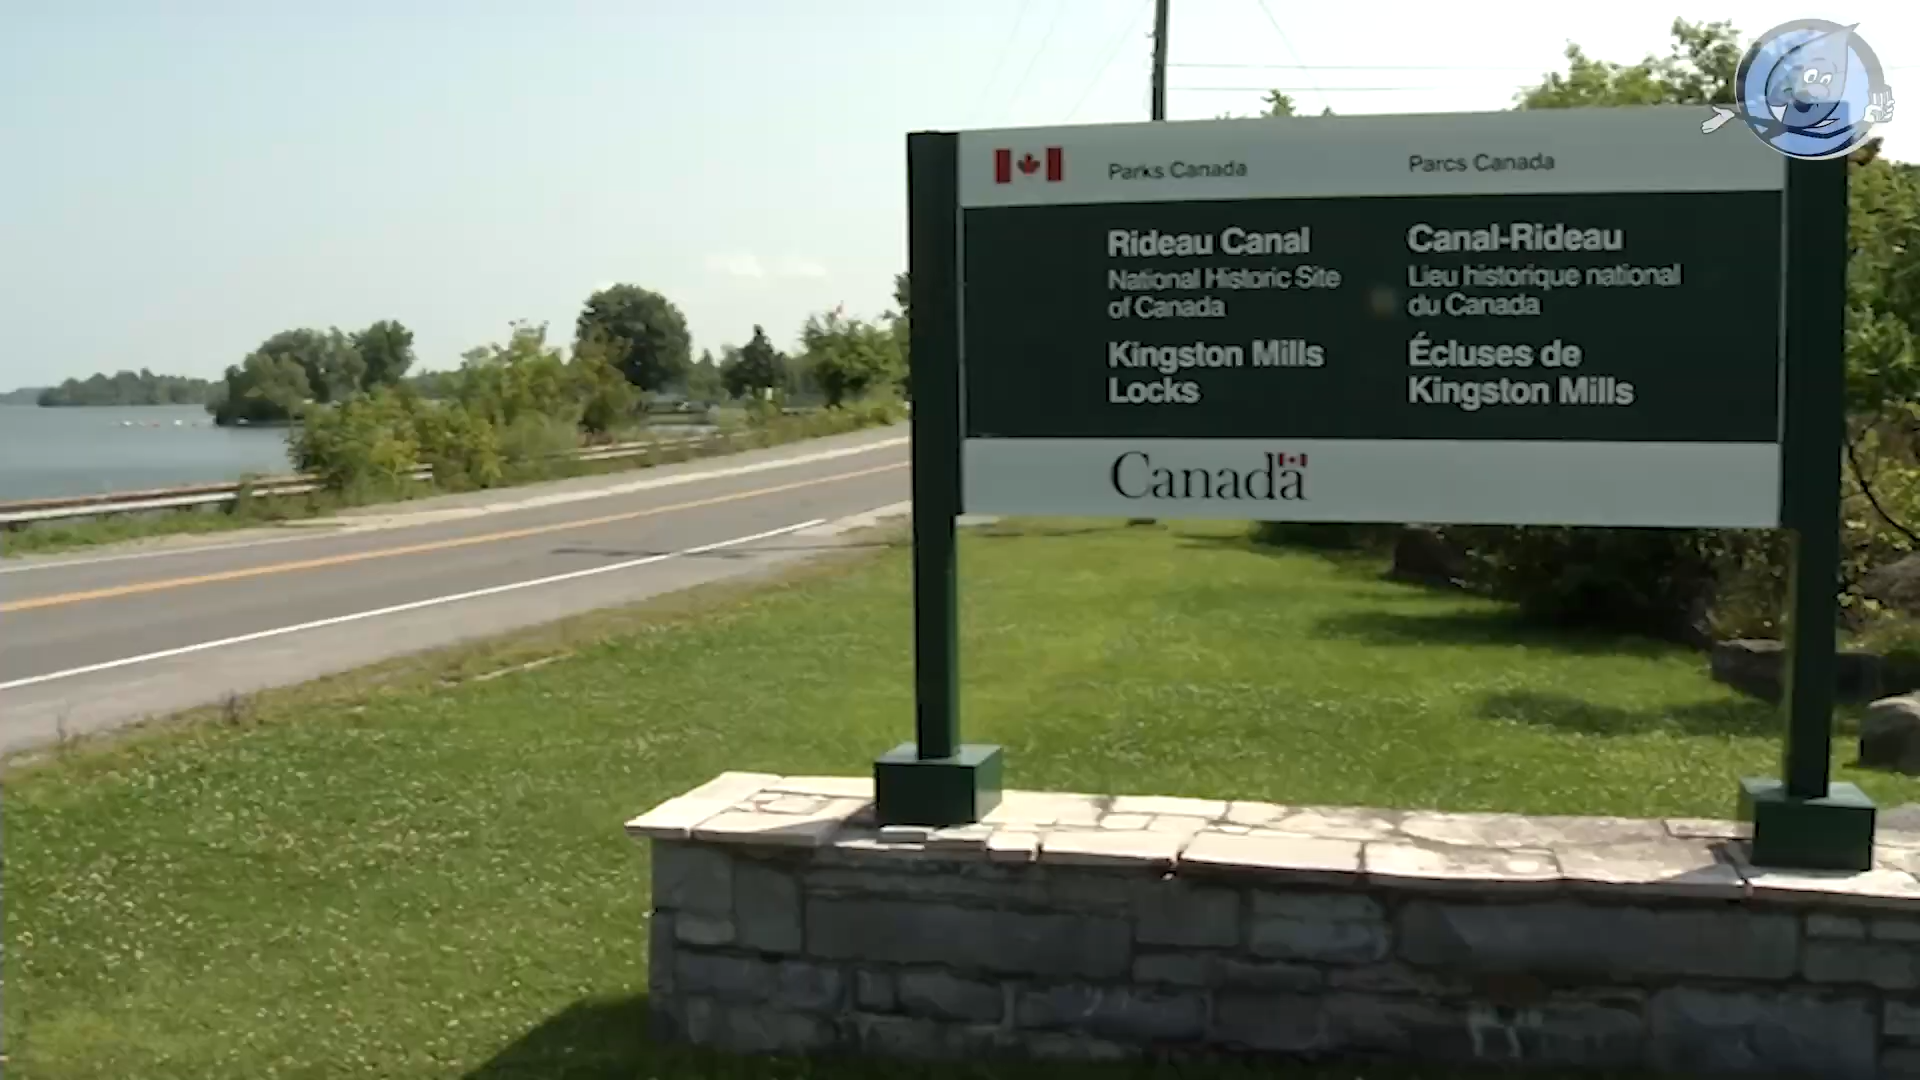 Parks Canada
Parcs Canada
Rideau Canal
National Historic Site
of Canada
Kingston Mills
Locks
Canal-Rideau
Lieu historique national
du Canada
Écluses de
Kingston Mills
Canada